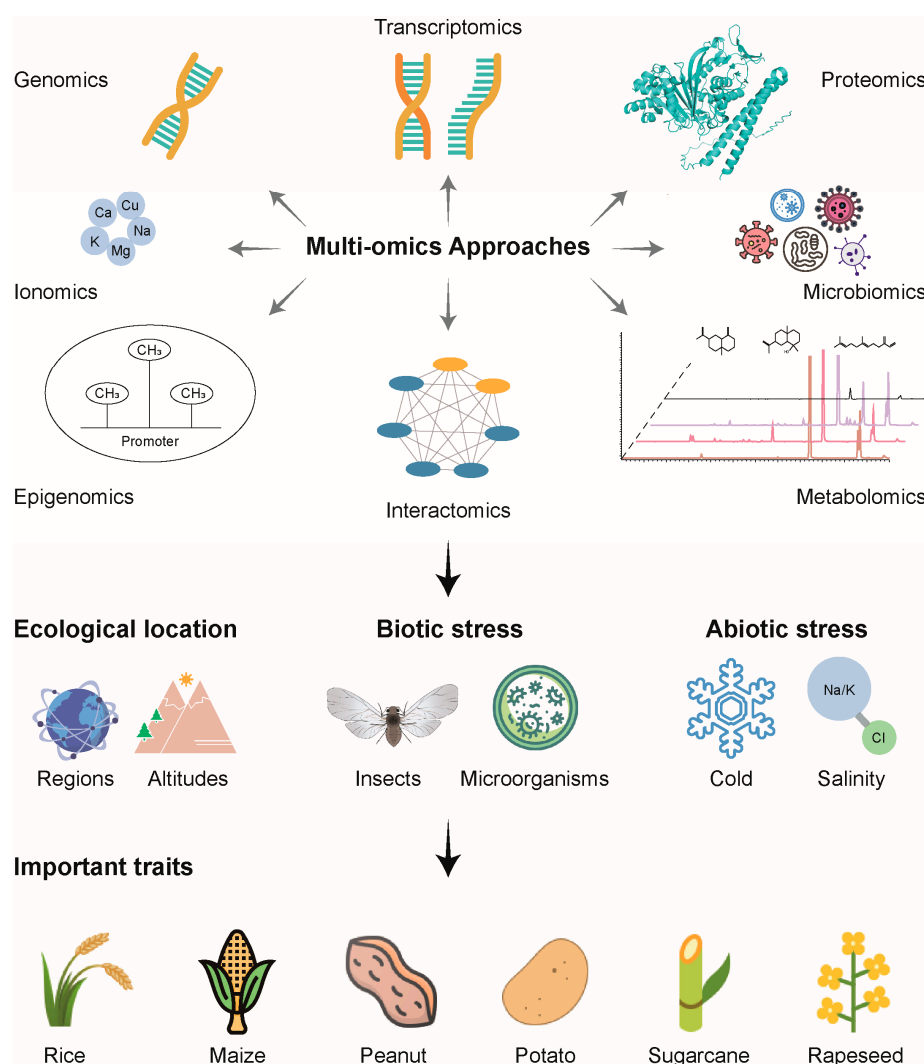 Transcriptomics
Genomics
Proteomics
Ca
Cu
K
Na
Mg
Multi-omics Approaches
Ionomics
Microbiomics
CH₃
CH₃
CH₃
Promoter
HO
Epigenomics
Interactomics
Metabolomics
Ecological location
Biotic stress
Abiotic stress
Na/K
Cl
Regions
Altitudes
Insects
Microorganisms
Cold
Salinity
Important traits
Rice
Maize
Peanut
Potato
Sugarcane
Rapeseed